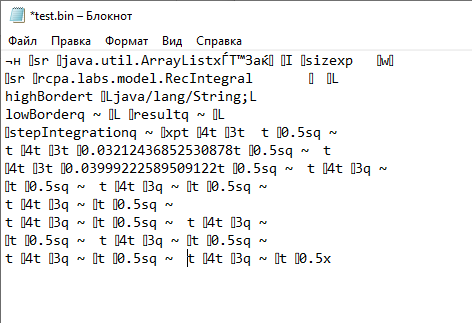 *test.bin – Блокнот
Файл Правка Формат Вид Справка
¬н ▯sr ▯java.util.ArrayListxЃТ™Заќ▯ ▯I ▯sizexp ▯w▯
▯sr ▯rcpa.labs.model.RecIntegral ▯ ▯L
highBordert ▯Ljava/lang/String;L
lowBorderq ~ ▯L ▯resultq ~ ▯L
▯stepIntegrationq ~ ▯xpt ▯4t ▯3t t ▯0.5sq ~
t ▯4t ▯3t ▯0.03212436852530878t ▯0.5sq ~ t
▯4t ▯3t ▯0.03999222589509122t ▯0.5sq ~ t ▯4t ▯3q ~
▯t ▯0.5sq ~ t ▯4t ▯3q ~ ▯t ▯0.5sq ~
t ▯4t ▯3q ~ ▯t ▯0.5sq ~
t ▯4t ▯3q ~ ▯t ▯0.5sq ~ t ▯4t ▯3q ~
▯t ▯0.5sq ~ t ▯4t ▯3q ~ ▯t ▯0.5sq ~
t ▯4t ▯3q ~ ▯t ▯0.5sq ~ t ▯4t ▯3q ~ ▯t ▯0.5x